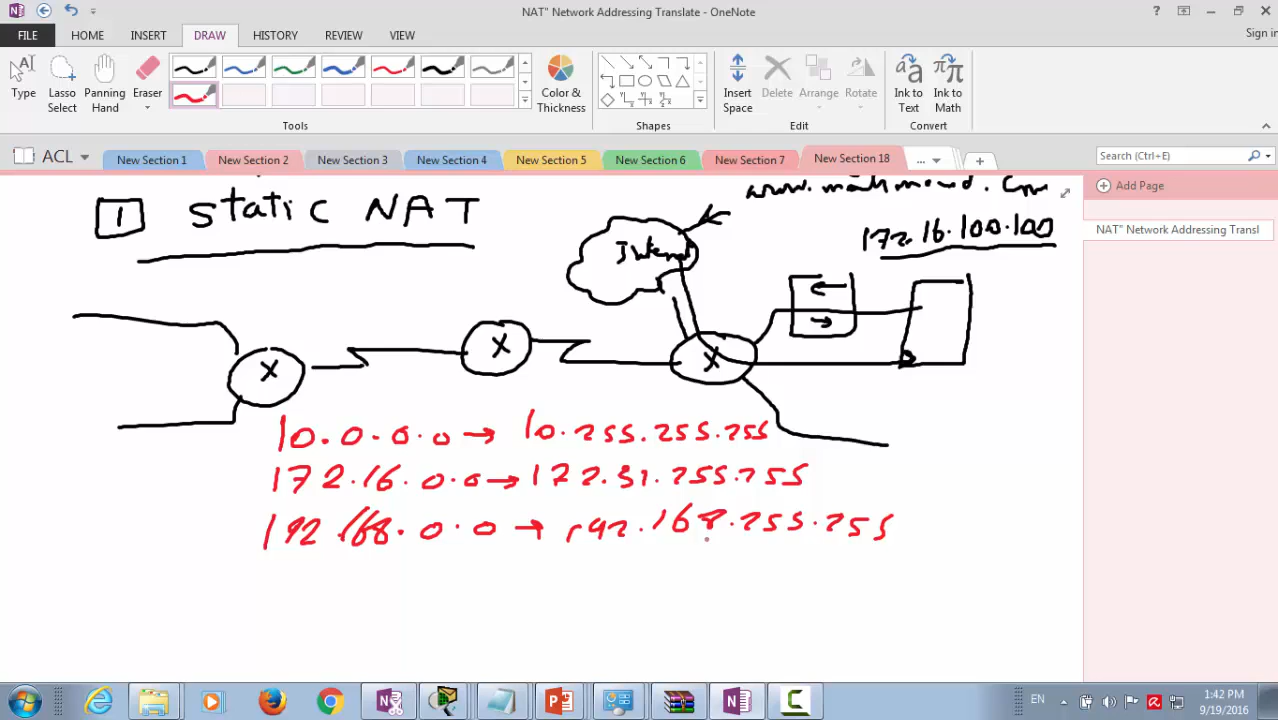 NAT" Network Addressing Translate - OneNote
Sign in
FILE HOME INSERT DRAW HISTORY REVIEW VIEW
Type
Lasso Select
Panning Hand
Eraser
Color & Thickness
Insert Space
Delete
Arrange
Rotate
Ink to Text
Ink to Math
Tools
Shapes
Edit
Convert
ACL
New Section 1
New Section 2
New Section 3
New Section 4
New Section 5
New Section 6
New Section 7
New Section 18
...
Search (Ctrl+E)
Add Page
NAT" Network Addressing Transl
www.mahmoud.Com
1 static NAT
172.16.100.100
Internet
X
X
X
10.0.0.0 → 10.255.255.255
172.16.0.0 → 172.31.255.255
192.168.0.0 → 192.168.255.255
EN
1:42 PM
9/19/2016